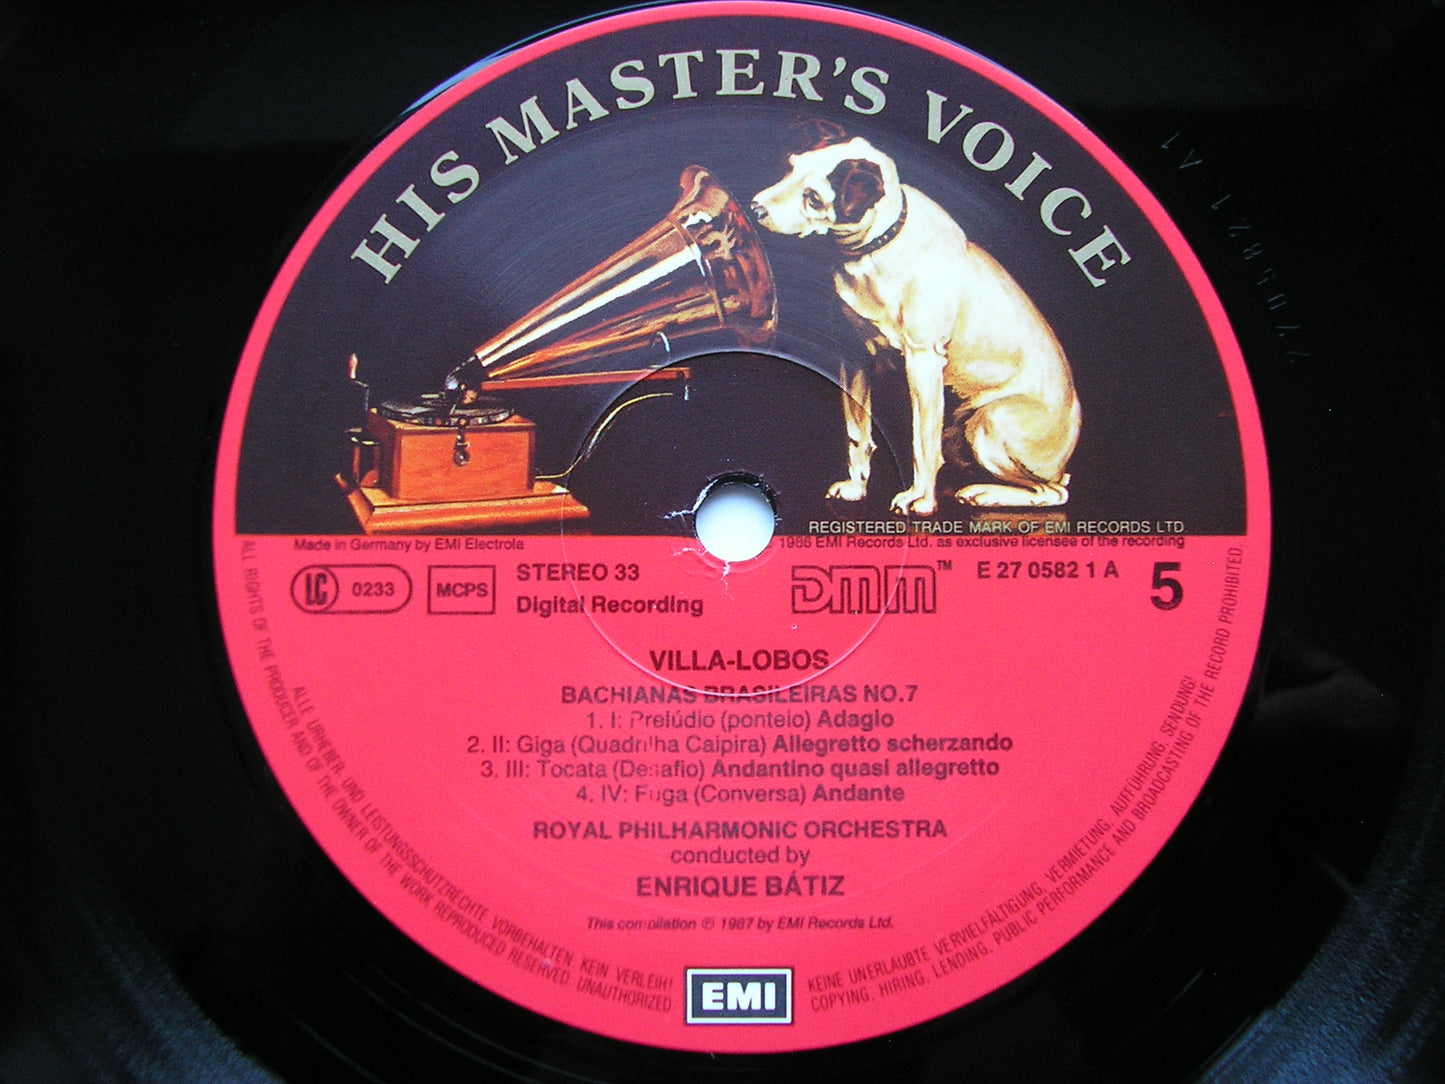 HIS MASTER'S VOICE
REGISTERED TRADE MARK OF EMI RECORDS LTD.
Made in Germany by EMI Electrola
1986 EMI Records Ltd. as exclusive licensee of the recording
LC 0233
MCPS
STEREO 33
Digital Recording
DMM™
E 27 0582 1 A
5
VILLA-LOBOS
BACHIANAS BRASILEIRAS NO.7
1. I: Prelúdio (ponteio) Adagio
2. II: Giga (Quadrilha Caipira) Allegretto scherzando
3. III: Tocata (Desafio) Andantino quasi allegretto
4. IV: Fuga (Conversa) Andante
ROYAL PHILHARMONIC ORCHESTRA
conducted by
ENRIQUE BÁTIZ
This compilation ℗ 1987 by EMI Records Ltd.
EMI
ALLE URHEBER- UND LEISTUNGSSCHUTZRECHTE VORBEHALTEN. KEIN VERLEIH!
KEINE UNERLAUBTE VERVIELFÄLTIGUNG, VERMIETUNG, AUFFÜHRUNG, SENDUNG!
ALL RIGHTS OF THE PRODUCER AND OF THE OWNER OF THE WORK REPRODUCED RESERVED. UNAUTHORIZED
COPYING, HIRING, LENDING, PUBLIC PERFORMANCE AND BROADCASTING OF THE RECORD PROHIBITED.